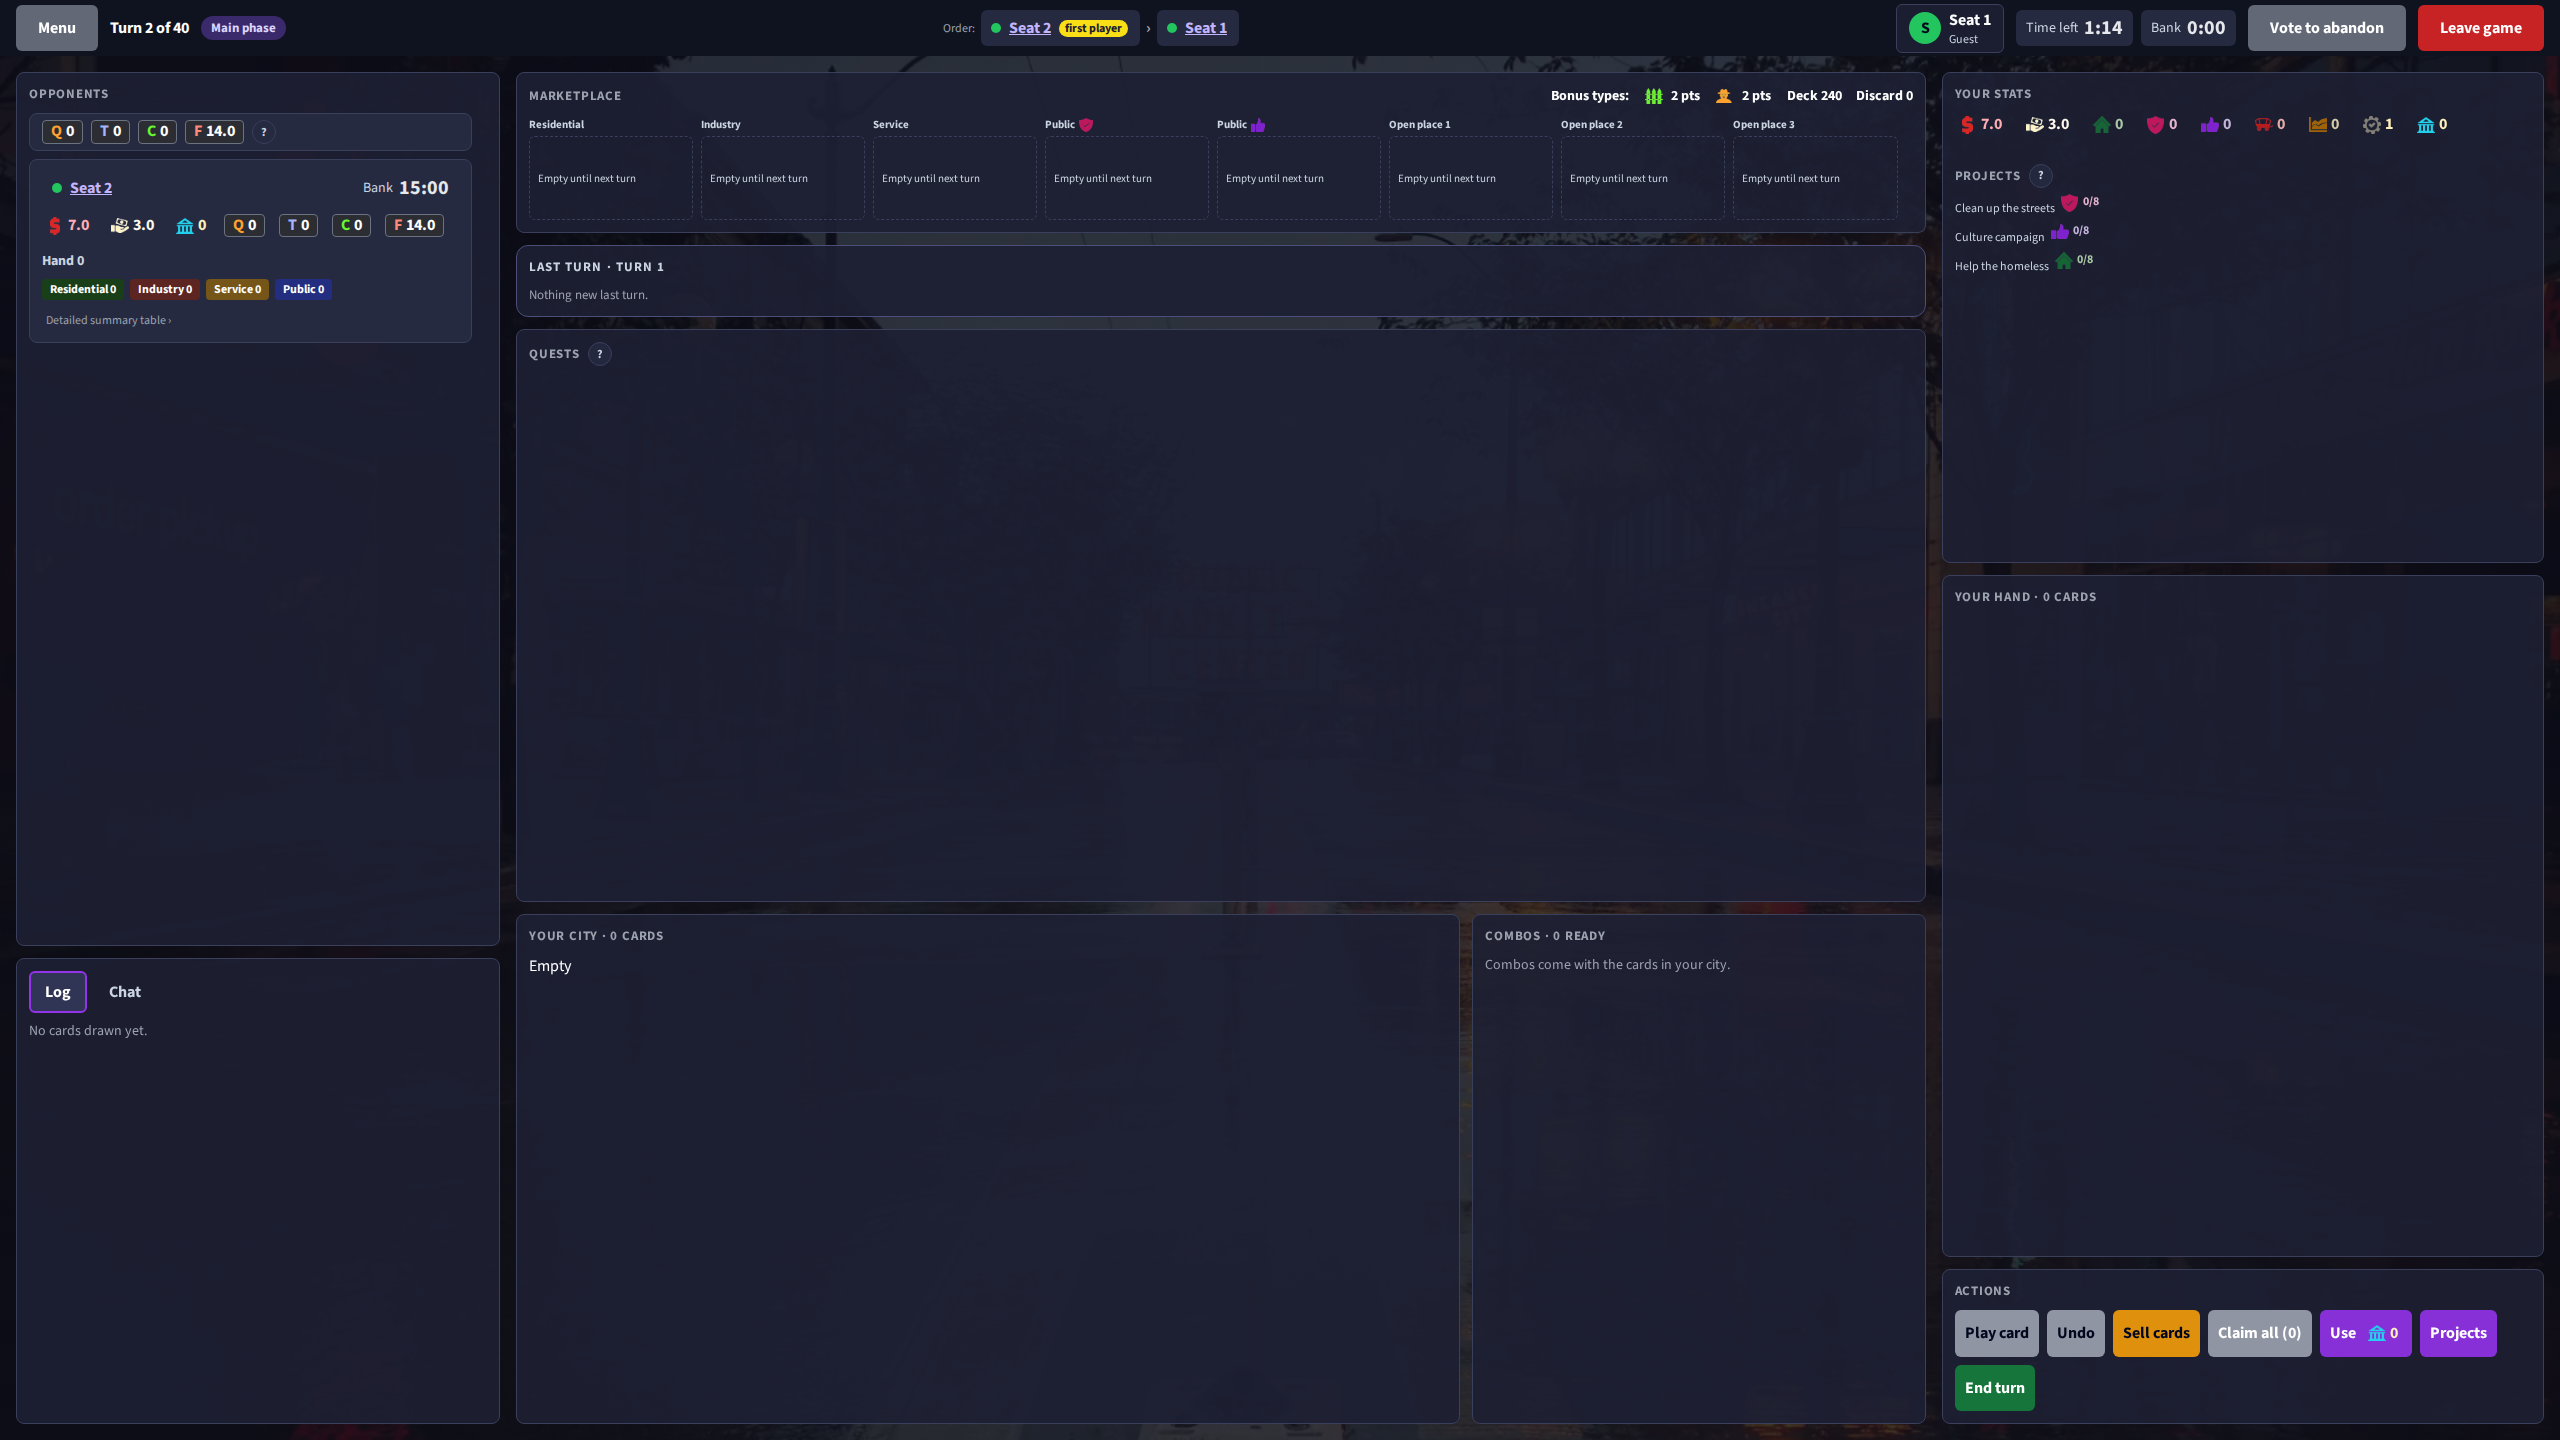 Menu Turn 2 of 40 Main phase Order: Seat 2 first player › Seat 1 S Seat 1 Guest Time left 1:14 Bank 0:00 Vote to abandon Leave game
OPPONENTS
Q 0 T 0 C 0 F 14.0 ?
Seat 2 Bank 15:00
7.0 3.0 0 Q 0 T 0 C 0 F 14.0
Hand 0
Residential 0 Industry 0 Service 0 Public 0
Detailed summary table ›
Log Chat
No cards drawn yet.
MARKETPLACE Bonus types: 2 pts 2 pts Deck 240 Discard 0
Residential Industry Service Public Public Open place 1 Open place 2 Open place 3
Empty until next turn Empty until next turn Empty until next turn Empty until next turn Empty until next turn Empty until next turn Empty until next turn Empty until next turn
LAST TURN · TURN 1
Nothing new last turn.
QUESTS ?
YOUR CITY · 0 CARDS
Empty
COMBOS · 0 READY
Combos come with the cards in your city.
YOUR STATS
7.0 3.0 0 0 0 0 0 1 0
PROJECTS ?
Clean up the streets 0/8
Culture campaign 0/8
Help the homeless 0/8
YOUR HAND · 0 CARDS
ACTIONS
Play card Undo Sell cards Claim all (0) Use 0 Projects
End turn